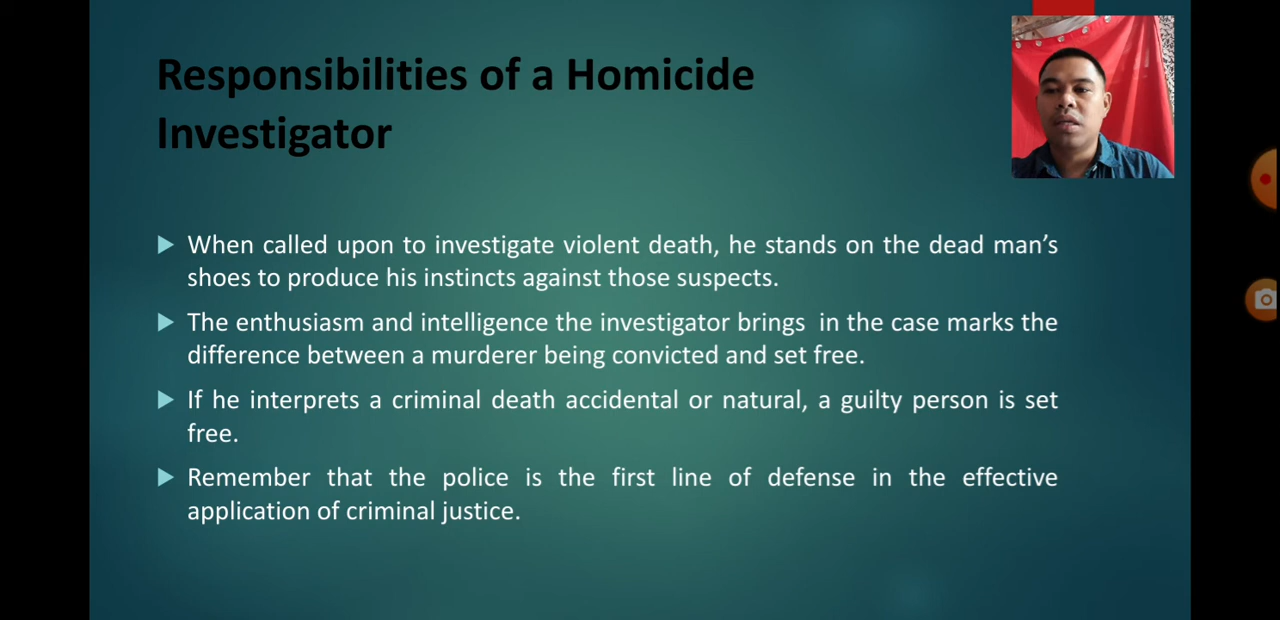 Responsibilities of a Homicide
Investigator
When called upon to investigate violent death, he stands on the dead man’s
shoes to produce his instincts against those suspects.
The enthusiasm and intelligence the investigator brings  in the case marks the
difference between a murderer being convicted and set free.
If he interprets a criminal death accidental or natural, a guilty person is set
free.
Remember that the police is the first line of defense in the effective
application of criminal justice.